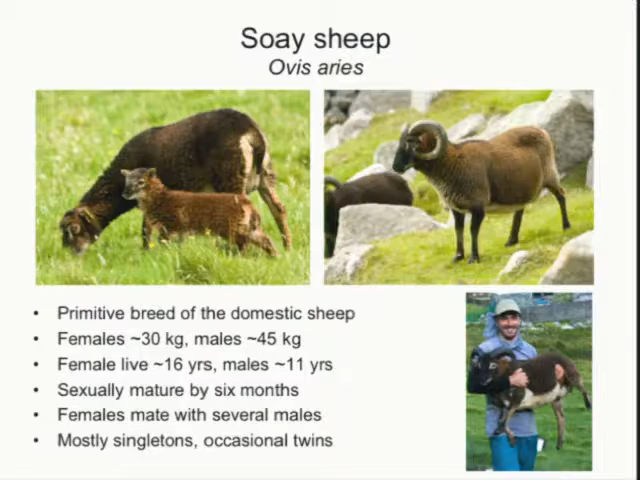 Soay sheep
Ovis aries
• Primitive breed of the domestic sheep
• Females ~30 kg, males ~45 kg
• Female live ~16 yrs, males ~11 yrs
• Sexually mature by six months
• Females mate with several males
• Mostly singletons, occasional twins